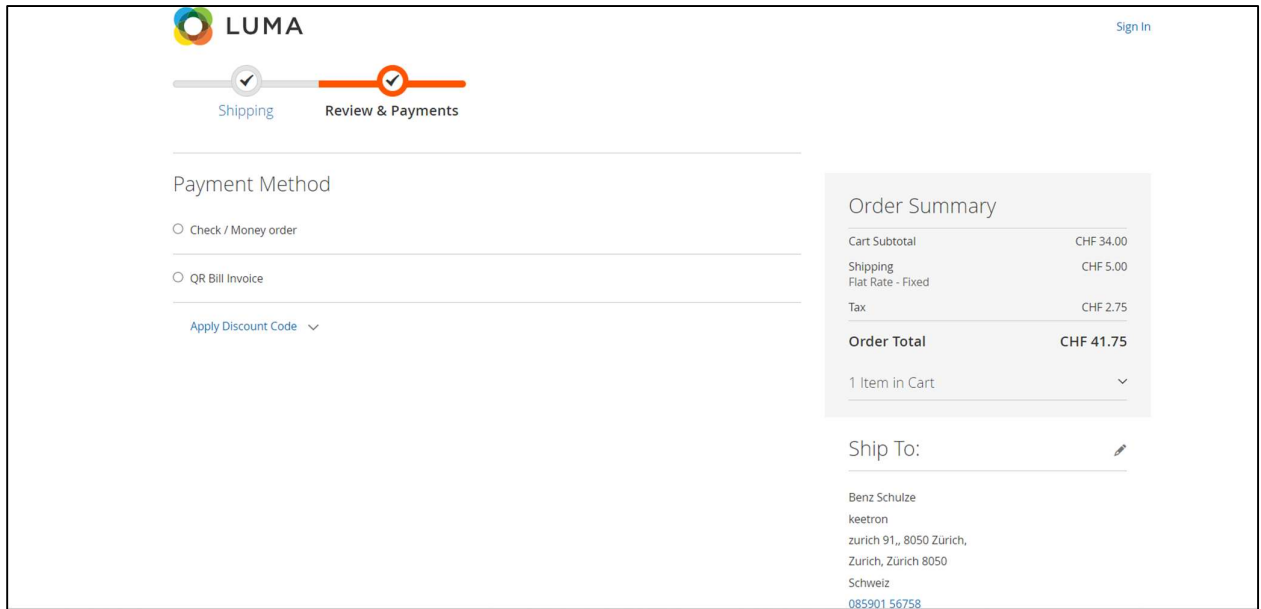 LUMA
Sign In
Shipping
Review & Payments
Payment Method
Check / Money order
QR Bill Invoice
Apply Discount Code
Order Summary
Cart Subtotal CHF 34.00
Shipping CHF 5.00
Flat Rate - Fixed
Tax CHF 2.75
Order Total CHF 41.75
1 Item in Cart
Ship To:
Benz Schulze
keetron
zurich 91,, 8050 Zürich,
Zurich, Zürich 8050
Schweiz
085901 56758